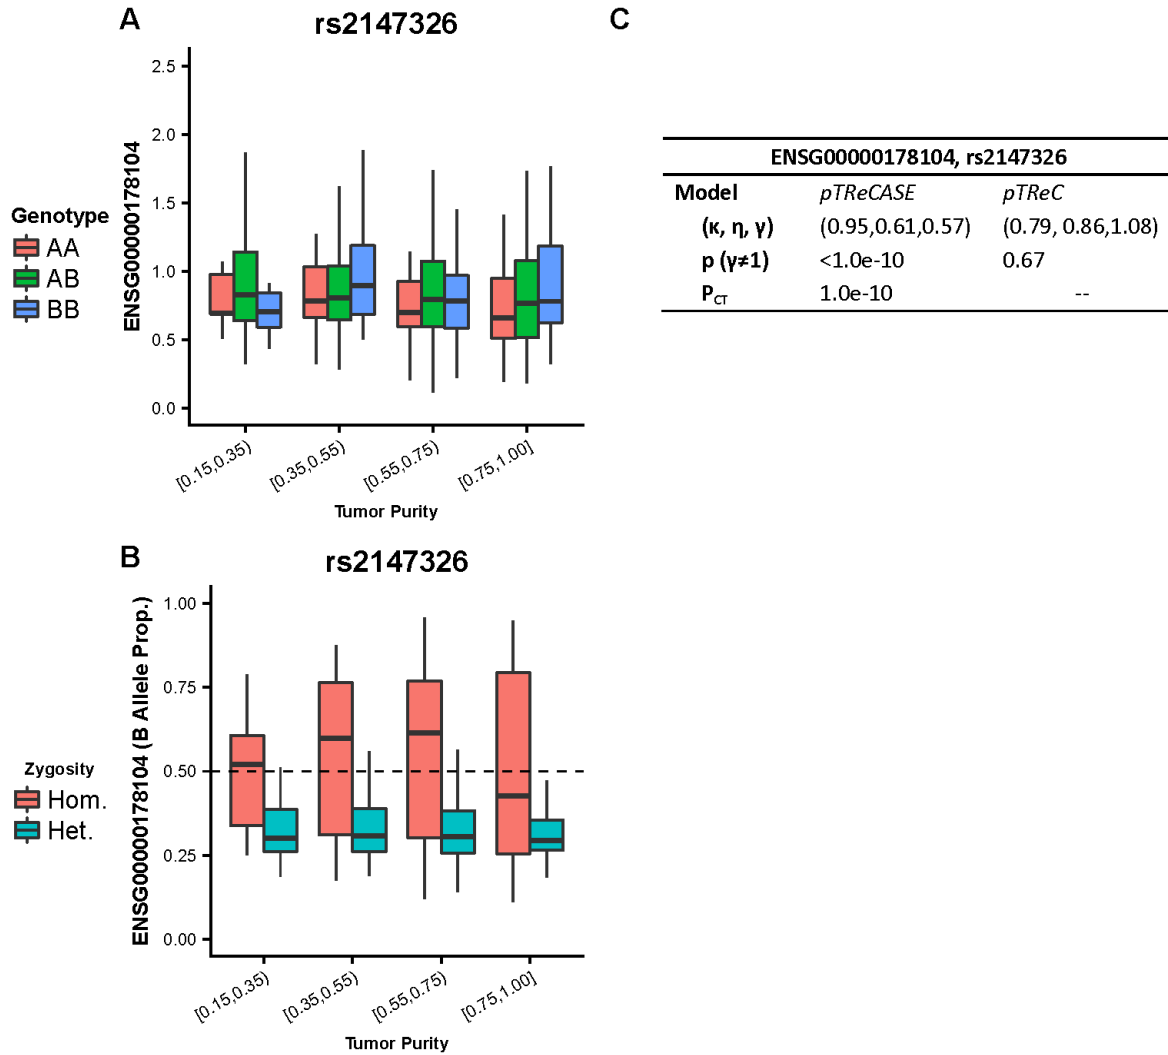 A
rs2147326
ENSG00000178104
2.5
2.0
1.5
1.0
0.5
0.0
[0.15,0.35)
[0.35,0.55)
[0.55,0.75)
[0.75,1.00]
Tumor Purity
Genotype
AA
AB
BB
B
rs2147326
ENSG00000178104 (B Allele Prop.)
1.00
0.75
0.50
0.25
0.00
[0.15,0.35)
[0.35,0.55)
[0.55,0.75)
[0.75,1.00]
Tumor Purity
Zygosity
Hom.
Het.
C
ENSG00000178104, rs2147326
Model pTReCASE pTReC
(κ, η, γ) (0.95,0.61,0.57) (0.79, 0.86,1.08)
p (γ≠1) <1.0e-10 0.67
PCT 1.0e-10 --